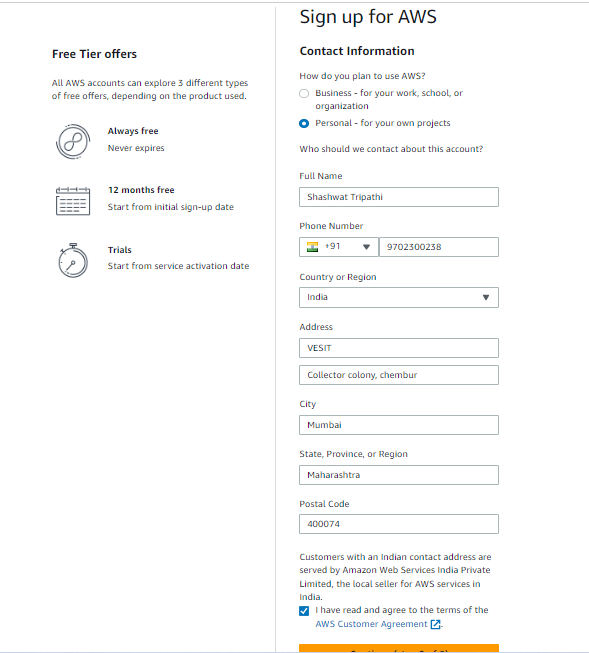 Free Tier offers
All AWS accounts can explore 3 different types
of free offers, depending on the product used.
Always free
Never expires
12 months free
Start from initial sign-up date
Trials
Start from service activation date
Sign up for AWS
Contact Information
How do you plan to use AWS?
Business - for your work, school, or
organization
Personal - for your own projects
Who should we contact about this account?
Full Name
Shashwat Tripathi
Phone Number
+91 9702300238
Country or Region
India
Address
VESIT
Collector colony, chembur
City
Mumbai
State, Province, or Region
Maharashtra
Postal Code
400074
Customers with an Indian contact address are
served by Amazon Web Services India Private
Limited, the local seller for AWS services in
India.
I have read and agree to the terms of the
AWS Customer Agreement